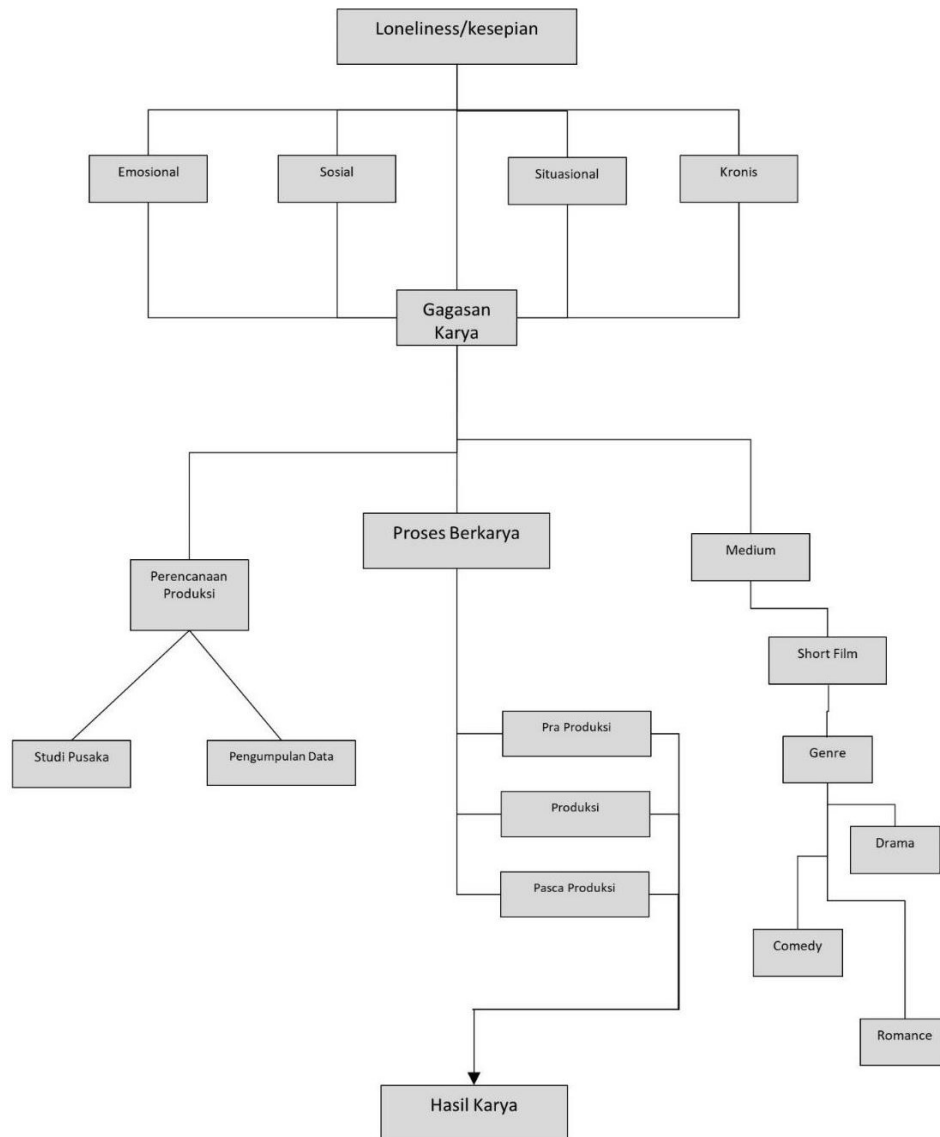 Loneliness/kesepian
Emosional
Sosial
Situasional
Kronis
Gagasan
Karya
Proses Berkarya
Medium
Perencanaan
Produksi
Short Film
Studi Pusaka
Pengumpulan Data
Pra Produksi
Genre
Produksi
Drama
Pasca Produksi
Comedy
Romance
Hasil Karya